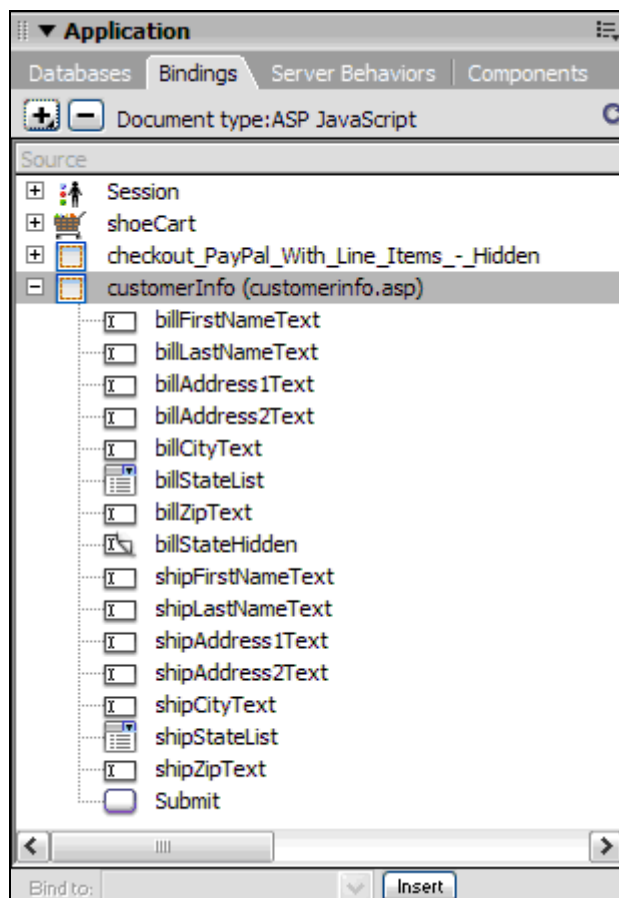 Application
Databases Bindings Server Behaviors Components
Document type:ASP JavaScript
Source
Session
shoeCart
checkout_PayPal_With_Line_Items_-_Hidden
customerInfo (customerinfo.asp)
billFirstNameText
billLastNameText
billAddress1Text
billAddress2Text
billCityText
billStateList
billZipText
billStateHidden
shipFirstNameText
shipLastNameText
shipAddress1Text
shipAddress2Text
shipCityText
shipStateList
shipZipText
Submit
Bind to: Insert